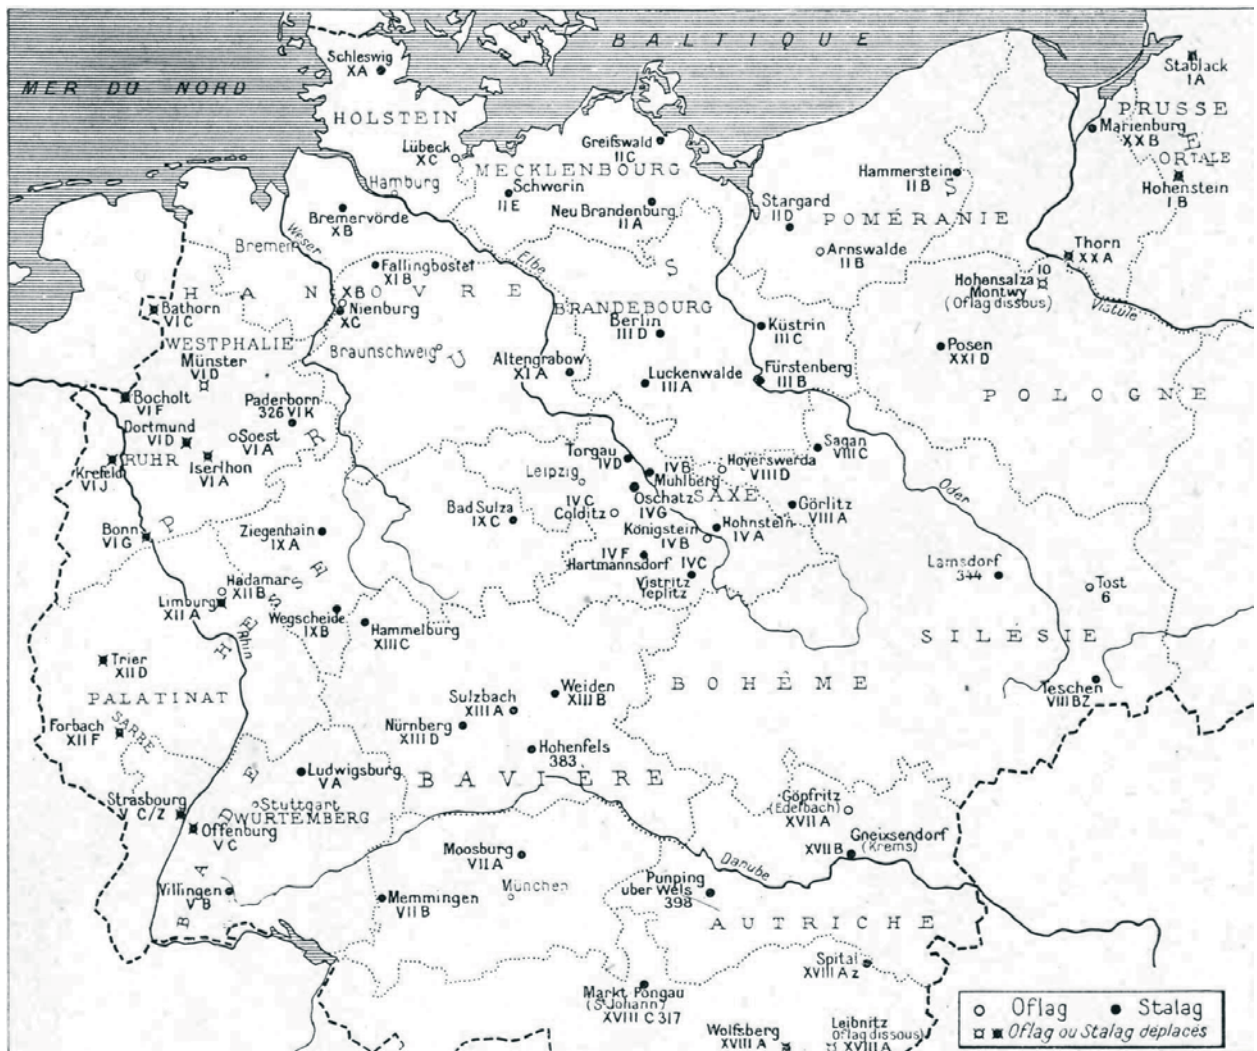 MER DU NORD
BALTIQUE
Schleswig
XA
HOLSTEIN
Lübeck
XC
Hamburg
MECKLENBOURG
Greifswald
IIC
Schwerin
IIE
Neu Brandenburg
IIA
Stargard
IID
Hammerstein
IIB
POMÉRANIE
Arnswalde
IIB
Stablack
1A
PRUSSE
ORTALE
Marienburg
XXB
Hohenstein
1B
Thorn
XXA
10
Hohensalza
Montwy
(Oflag dissous)
Vistule
Bremervörde
XB
Bremen
Weser
Elbe
Fallingbostel
XIB
HANOVRE
XB
Nienburg
XC
Bathorn
VIC
WESTPHALIE
Münster
VID
Braunschweig
BRANDEBOURG
Berlin
IIID
Küstrin
IIIC
Altengrabow
XIA
Luckenwalde
IIIA
Fürstenberg
IIIB
Posen
XXID
POLOGNE
Bocholt
VIF
Paderborn
326 VIK
Dortmund
VID
Soest
VIA
Krefeld
VIJ
RUHR
Iserlhon
VIA
Torgau
IVD
Leipzig
IVB
Muhlberg
Hoyerswerda
VIIID
Sagan
VIIIC
Oschatz
IVG
SAXE
IVC
Colditz
Görlitz
VIIIA
Oder
Bad Sulza
IXC
Königstein
IVB
Hohnstein
IVA
Bonn
VIG
Ziegenhain
IXA
IVF
Hartmannsdorf
IVC
Vistritz
Teplitz
Lamsdorf
344
Tost
6
Hadamar
XIIB
Limburg
XIIA
Rhin
HESSE
Wegscheide
IXB
Hammelburg
XIIIC
SILÉSIE
Trier
XIID
PALATINAT
BOHÊME
Teschen
VIIIBZ
Sulzbach
XIIIA
Weiden
XIIIB
Forbach
XIIF
SARRE
Nürnberg
XIIID
Hohenfels
383
Ludwigsburg
VA
BAVIÈRE
Strasbourg
V C/Z
Stuttgart
WURTEMBERG
Offenburg
VC
BADE
Göpfritz
(Edelbach)
XVIIA
Gneixsendorf
(Krems)
XVIIB
Moosburg
VIIA
München
Danube
Villingen
VB
Memmingen
VIIB
Punping
uber Wels
398
AUTRICHE
Spital
XVIIIAz
Markt Pongau
(St Johann)
XVIIIC 317
Wolfsberg
XVIIIA
Leibnitz
(Oflag dissous)
XVIIIA
Oflag
Stalag
Oflag ou Stalag déplacés